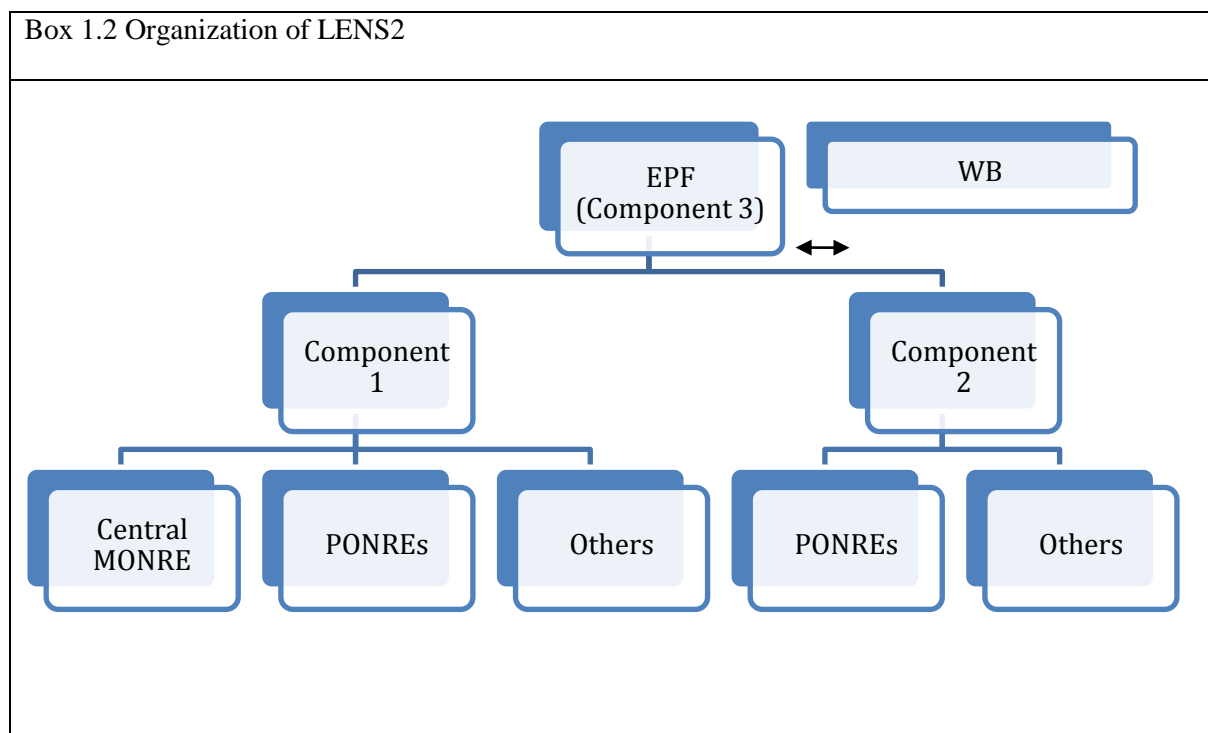 Box 1.2 Organization of LENS2
EPF
(Component 3)
WB
Component
1
Component
2
Central
MONRE
PONREs
Others
PONREs
Others